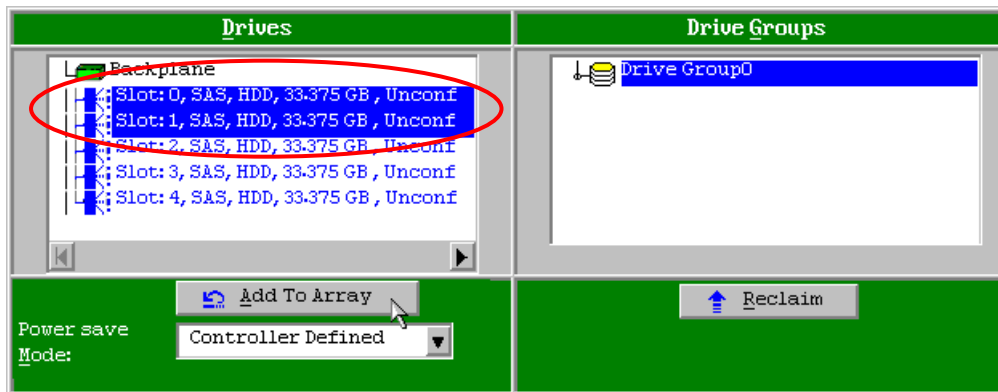 Drives
Drive Groups
Backplane
Slot: 0, SAS, HDD, 33.375 GB , Unconf
Slot: 1, SAS, HDD, 33.375 GB , Unconf
Slot: 2, SAS, HDD, 33.375 GB , Unconf
Slot: 3, SAS, HDD, 33.375 GB , Unconf
Slot: 4, SAS, HDD, 33.375 GB , Unconf
Drive Group0
Add To Array
Reclaim
Power save
Mode:
Controller Defined